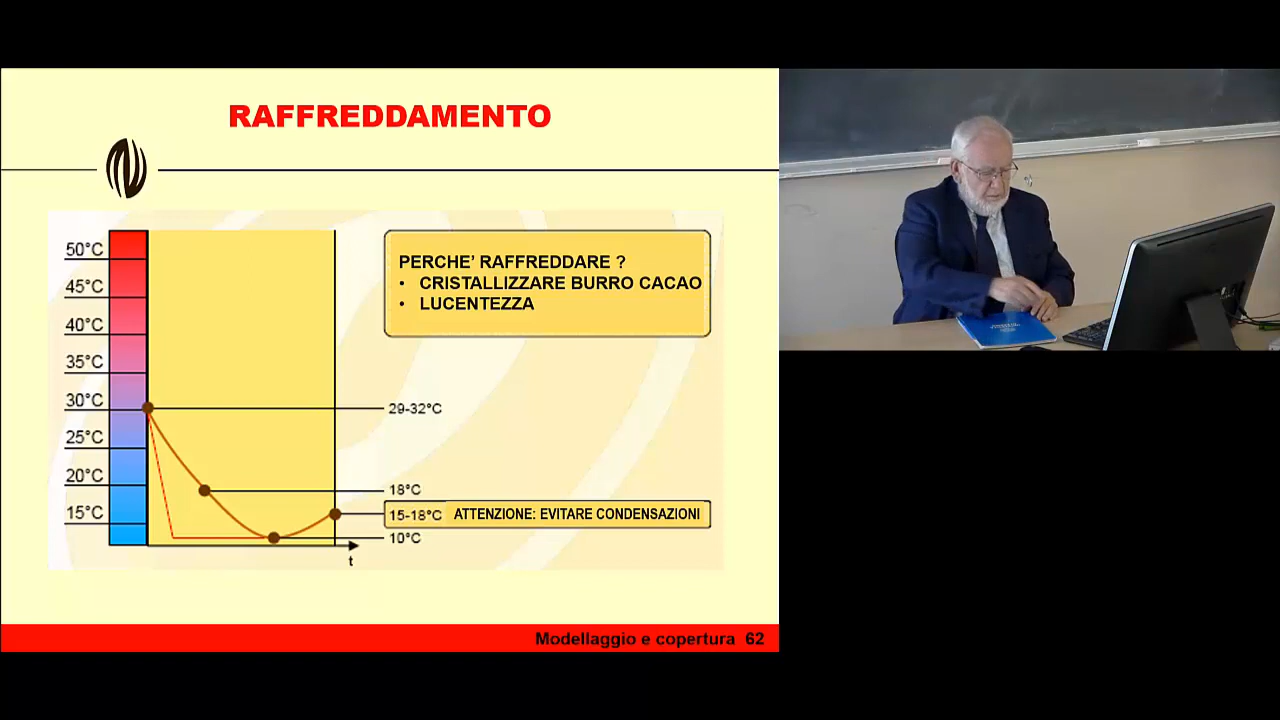 RAFFREDDAMENTO
50°C
45°C
40°C
35°C
30°C
25°C
20°C
15°C
PERCHE’ RAFFREDDARE ?
• CRISTALLIZZARE BURRO CACAO
• LUCENTEZZA
29-32°C
18°C
15-18°C ATTENZIONE: EVITARE CONDENSAZIONI
10°C
t
Modellaggio e copertura 62